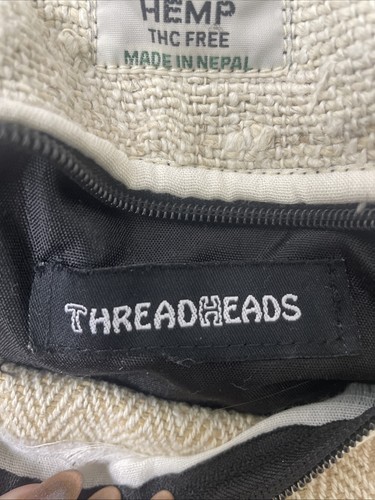 HEMP
THC FREE
MADE IN NEPAL
THREADHEADS